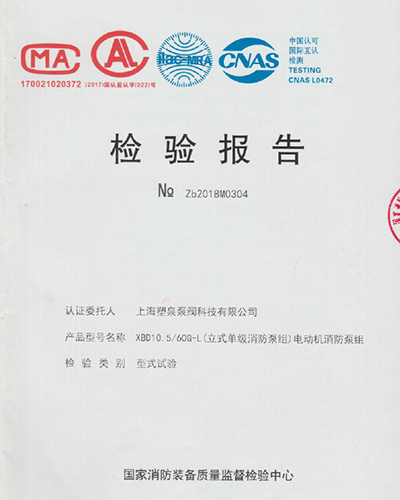 MA
170021020372
AL
(2017)国认监认字(022)号
ilac-MRA
CNAS
中国认可
国际互认
检测
TESTING
CNAS L0472
检验报告
№ Zb2018M0304
认证委托人 上海塑泉泵阀科技有限公司
产品型号名称 XBD10.5/60G-L(立式单级消防泵组)电动机消防泵组
检验类别 型式试验
国家消防装备质量监督检验中心